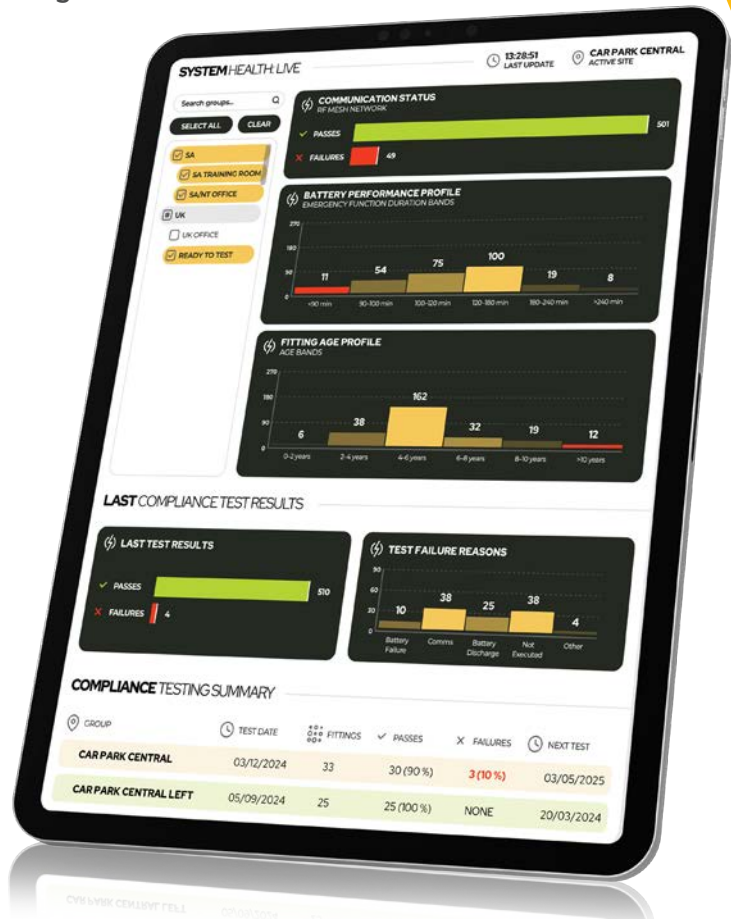 SYSTEM HEALTH: LIVE
13:28:51
LAST UPDATE
CAR PARK CENTRAL
ACTIVE SITE
Search groups...
SELECT ALL
CLEAR
SA
SA TRAINING ROOM
SA/NT OFFICE
UK
UK OFFICE
READY TO TEST
COMMUNICATION STATUS
RF MESH NETWORK
PASSES
501
FAILURES
49
BATTERY PERFORMANCE PROFILE
EMERGENCY FUNCTION DURATION BANDS
270
180
90
0
11
54
75
100
19
8
<90 min
90-100 min
100-120 min
120-180 min
180-240 min
>240 min
FITTING AGE PROFILE
AGE BANDS
270
180
90
0
6
38
162
32
19
12
0-2 years
2-4 years
4-6 years
6-8 years
8-10 years
>10 years
LAST COMPLIANCE TEST RESULTS
LAST TEST RESULTS
PASSES
510
FAILURES
4
TEST FAILURE REASONS
90
60
30
0
10
38
25
38
4
Battery Failure
Comms
Battery Discharge
Not Executed
Other
COMPLIANCE TESTING SUMMARY
GROUP TEST DATE FITTINGS PASSES FAILURES NEXT TEST
CAR PARK CENTRAL 03/12/2024 33 30 (90 %) 3 (10 %) 03/05/2025
CAR PARK CENTRAL LEFT 05/09/2024 25 25 (100 %) NONE 20/03/2024